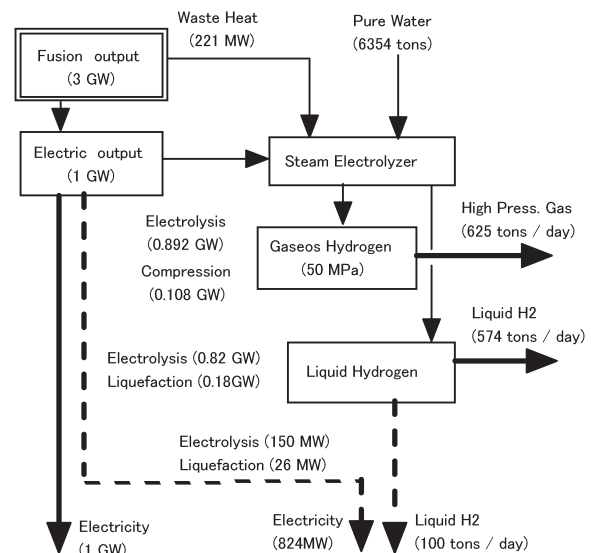 Waste Heat
(221 MW)
Pure Water
(6354 tons)
Fusion output
(3 GW)
Electric output
(1 GW)
Steam Electrolyzer
High Press. Gas
(625 tons / day)
Electrolysis
(0.892 GW)
Compression
(0.108 GW)
Gaseos Hydrogen
(50 MPa)
Liquid H2
(574 tons / day)
Electrolysis (0.82 GW)
Liquefaction (0.18GW)
Liquid Hydrogen
Electrolysis (150 MW)
Liquefaction (26 MW)
Electricity
(1 GW)
Electricity
(824MW)
Liquid H2
(100 tons / day)